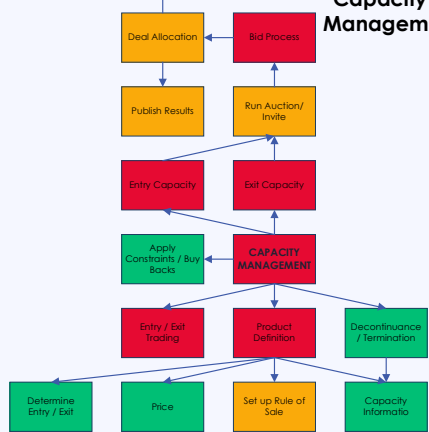 Capacity
Managem
Deal Allocation
Bid Process
Publish Results
Run Auction/
Invite
Entry Capacity
Exit Capacity
Apply
Constraints / Buy
Backs
CAPACITY
MANAGEMENT
Entry / Exit
Trading
Product
Definition
Decontinuance
/ Termination
Determine
Entry / Exit
Price
Set up Rule of
Sale
Capacity
Informatio